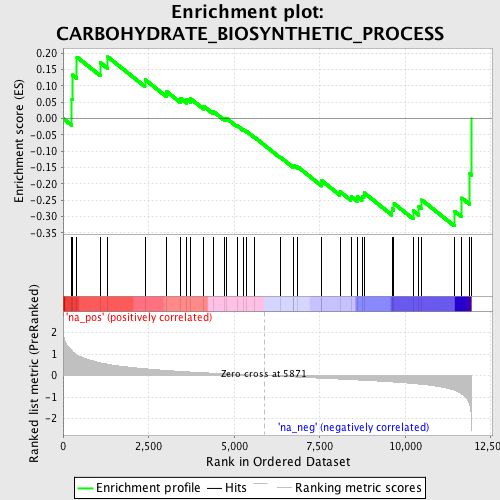 Enrichment plot:
CARBOHYDRATE_BIOSYNTHETIC_PROCESS
Enrichment score (ES)
0.20
0.15
0.10
0.05
0.00
-0.05
-0.10
-0.15
-0.20
-0.25
-0.30
-0.35
'na_pos' (positively correlated)
Ranked list metric (PreRanked)
2
1
0
-1
-2
Zero cross at 5871
'na_neg' (negatively correlated)
0
2,500
5,000
7,500
10,000
12,500
Rank in Ordered Dataset
Enrichment profile
Hits
Ranking metric scores